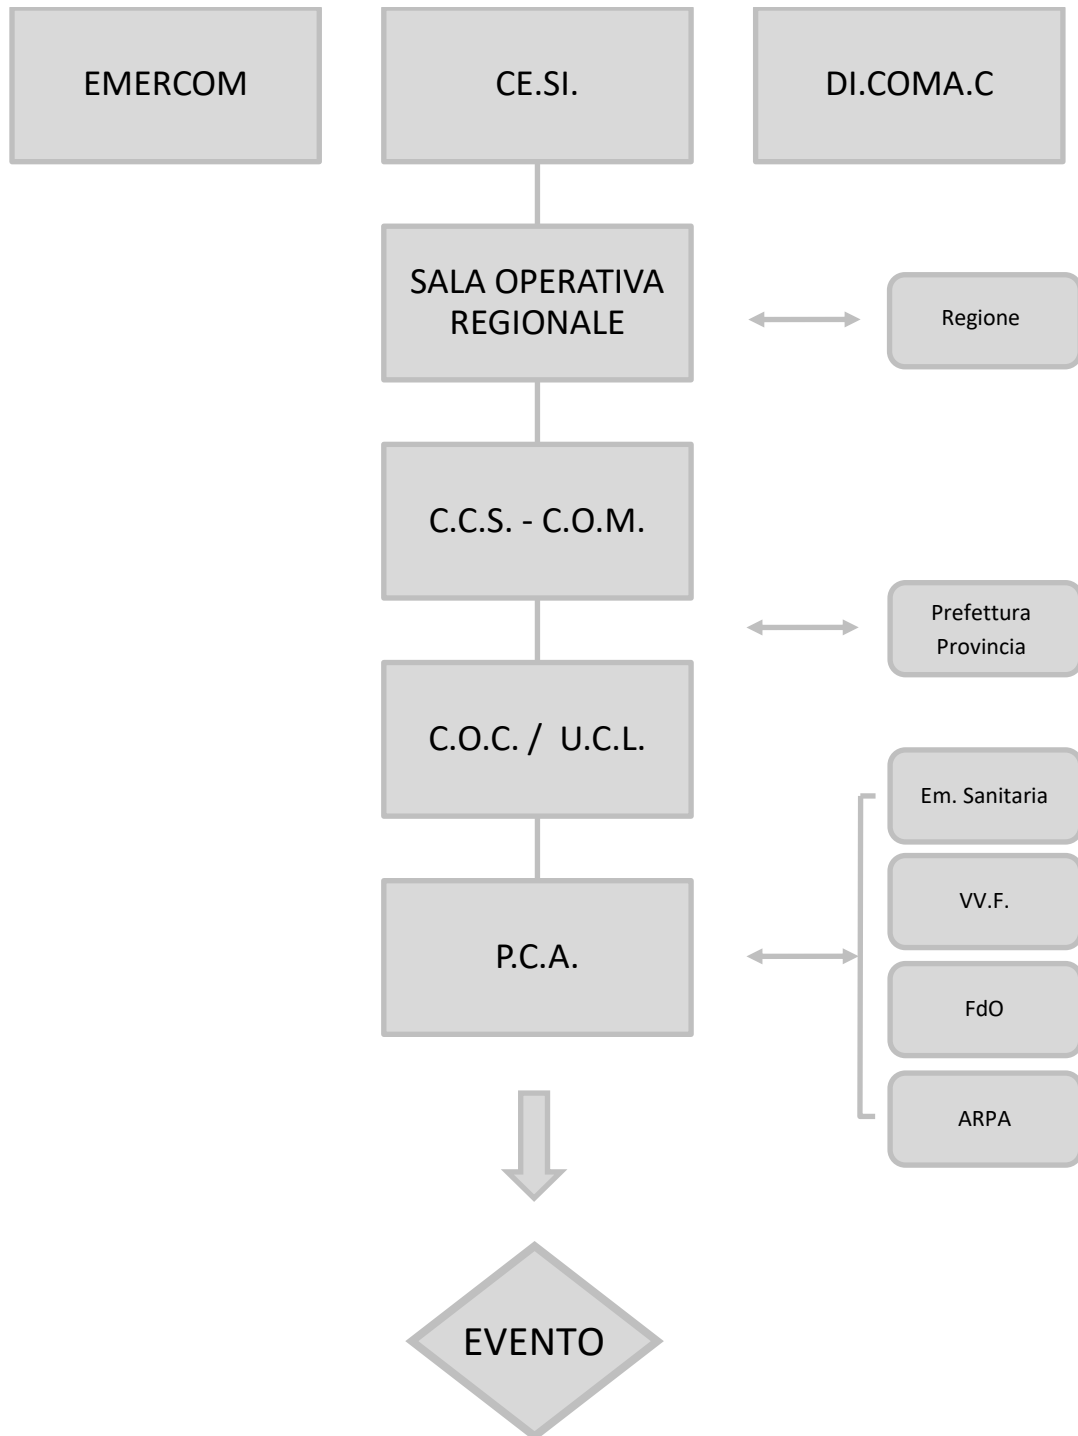 EMERCOM
CE.SI.
DI.COMA.C
SALA OPERATIVA
REGIONALE
Regione
C.C.S. - C.O.M.
Prefettura
Provincia
C.O.C. / U.C.L.
Em. Sanitaria
VV.F.
P.C.A.
FdO
ARPA
EVENTO